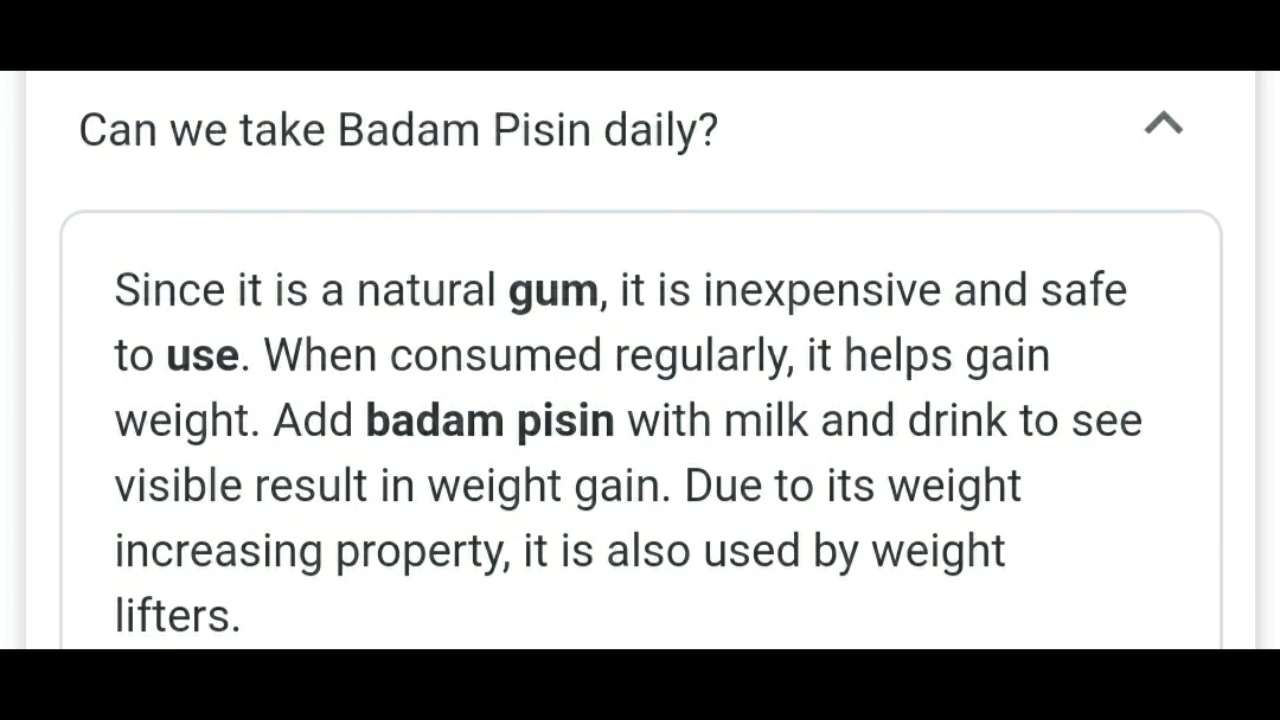 Can we take Badam Pisin daily?
Since it is a natural gum, it is inexpensive and safe
to use. When consumed regularly, it helps gain
weight. Add badam pisin with milk and drink to see
visible result in weight gain. Due to its weight
increasing property, it is also used by weight
lifters.